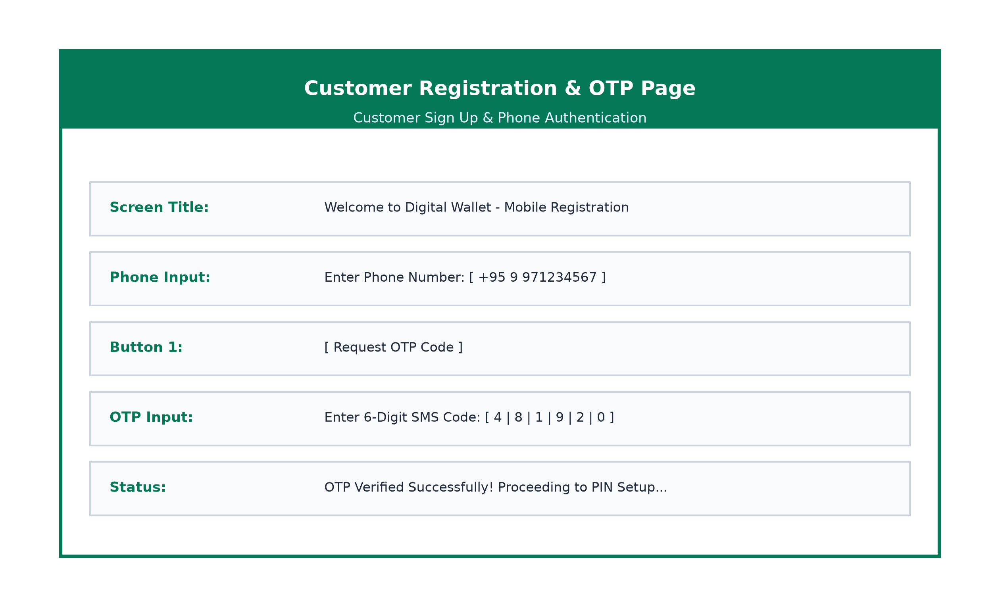 Customer Registration & OTP Page
Customer Sign Up & Phone Authentication
Screen Title: Welcome to Digital Wallet - Mobile Registration
Phone Input: Enter Phone Number: [ +95 9 971234567 ]
Button 1: [ Request OTP Code ]
OTP Input: Enter 6-Digit SMS Code: [ 4 | 8 | 1 | 9 | 2 | 0 ]
Status: OTP Verified Successfully! Proceeding to PIN Setup...